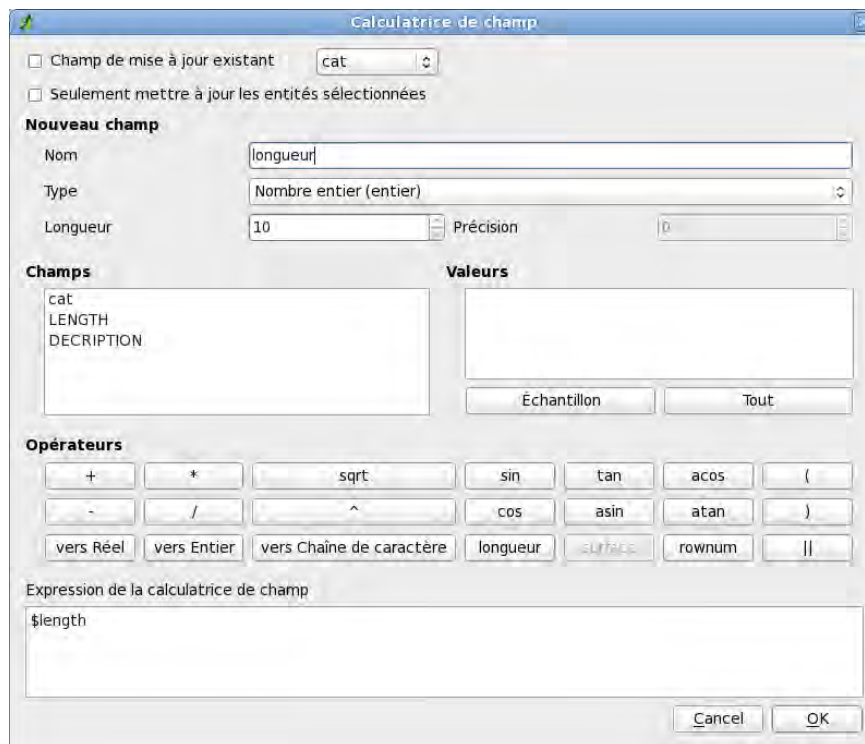 Calculatrice de champ
Champ de mise à jour existant cat
Seulement mettre à jour les entités sélectionnées
Nouveau champ
Nom longueur
Type Nombre entier (entier)
Longueur 10 Précision 0
Champs Valeurs
cat
LENGTH
DECRIPTION
Échantillon Tout
Opérateurs
+ * sqrt sin tan acos (
- / ^ cos asin atan )
vers Réel vers Entier vers Chaîne de caractère longueur surface rownum ||
Expression de la calculatrice de champ
$length
Cancel OK